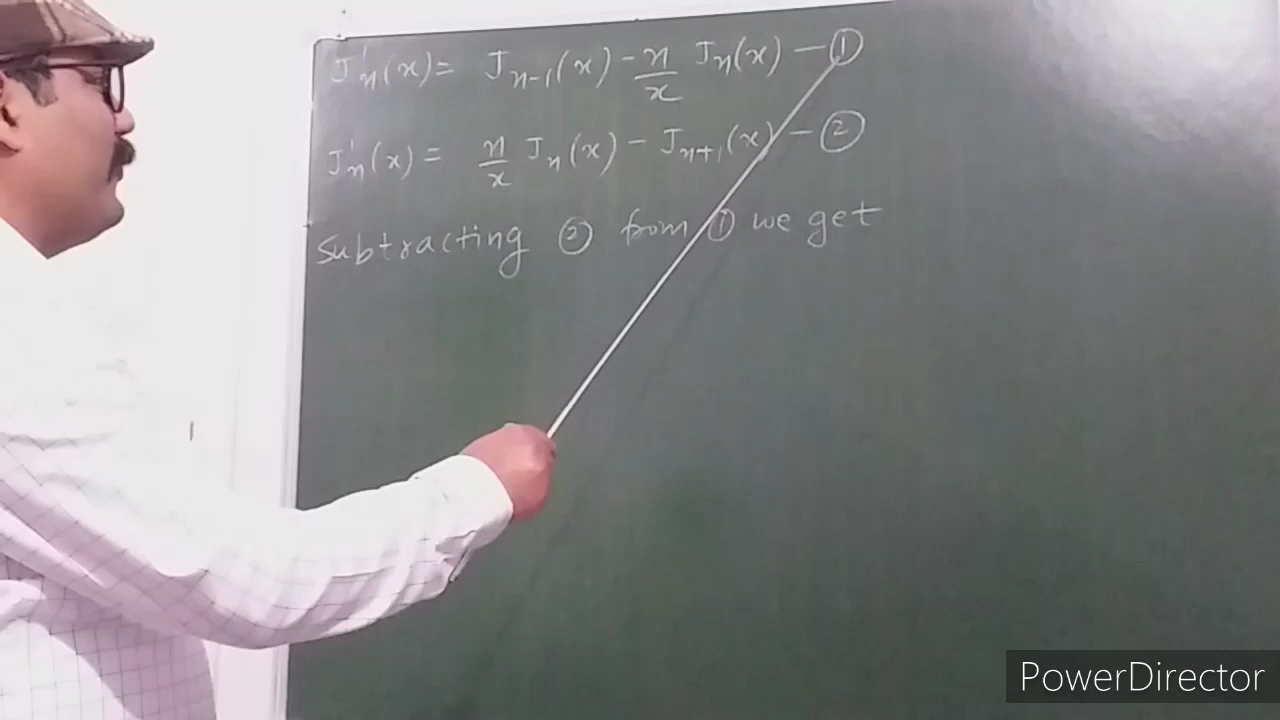 J'n(x) = Jn-1(x) - n/x Jn(x) - ①
J'n(x) = n/x Jn(x) - Jn+1(x) - ②
Subtracting ② from ① we get
PowerDirector